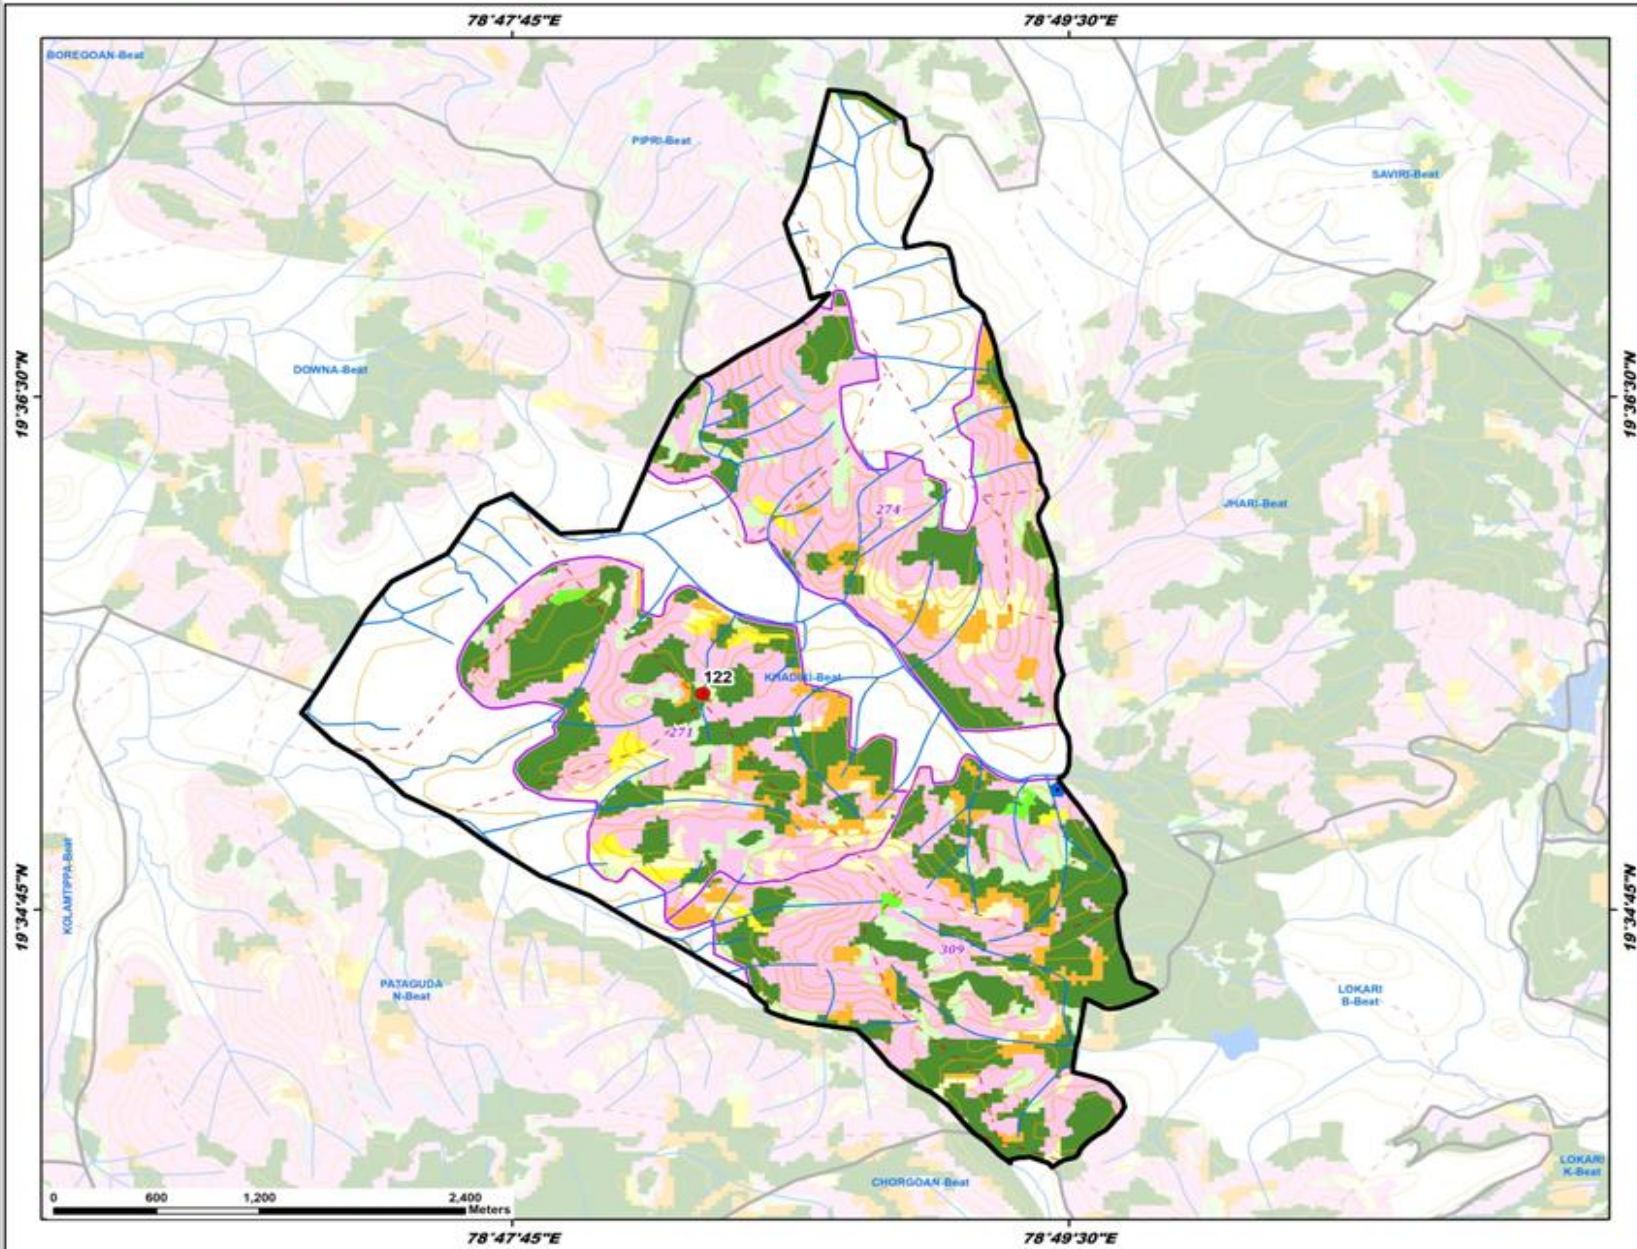 78°47'45"E
78°49'30"E
BOREGOAN-Beat
PIPRI-Beat
SAVIRI-Beat
19°36'30"N
DOWNA-Beat
19°36'30"N
JHARI-Beat
274
122
KHADIKI-Beat
271
KOLAMTIPPA-Beat
19°34'45"N
19°34'45"N
309
PATAGUDA
N-Beat
LOKARI
B-Beat
LOKARI
K-Beat
CHORGOAN-Beat
0
600
1,200
2,400
Meters
78°47'45"E
78°49'30"E